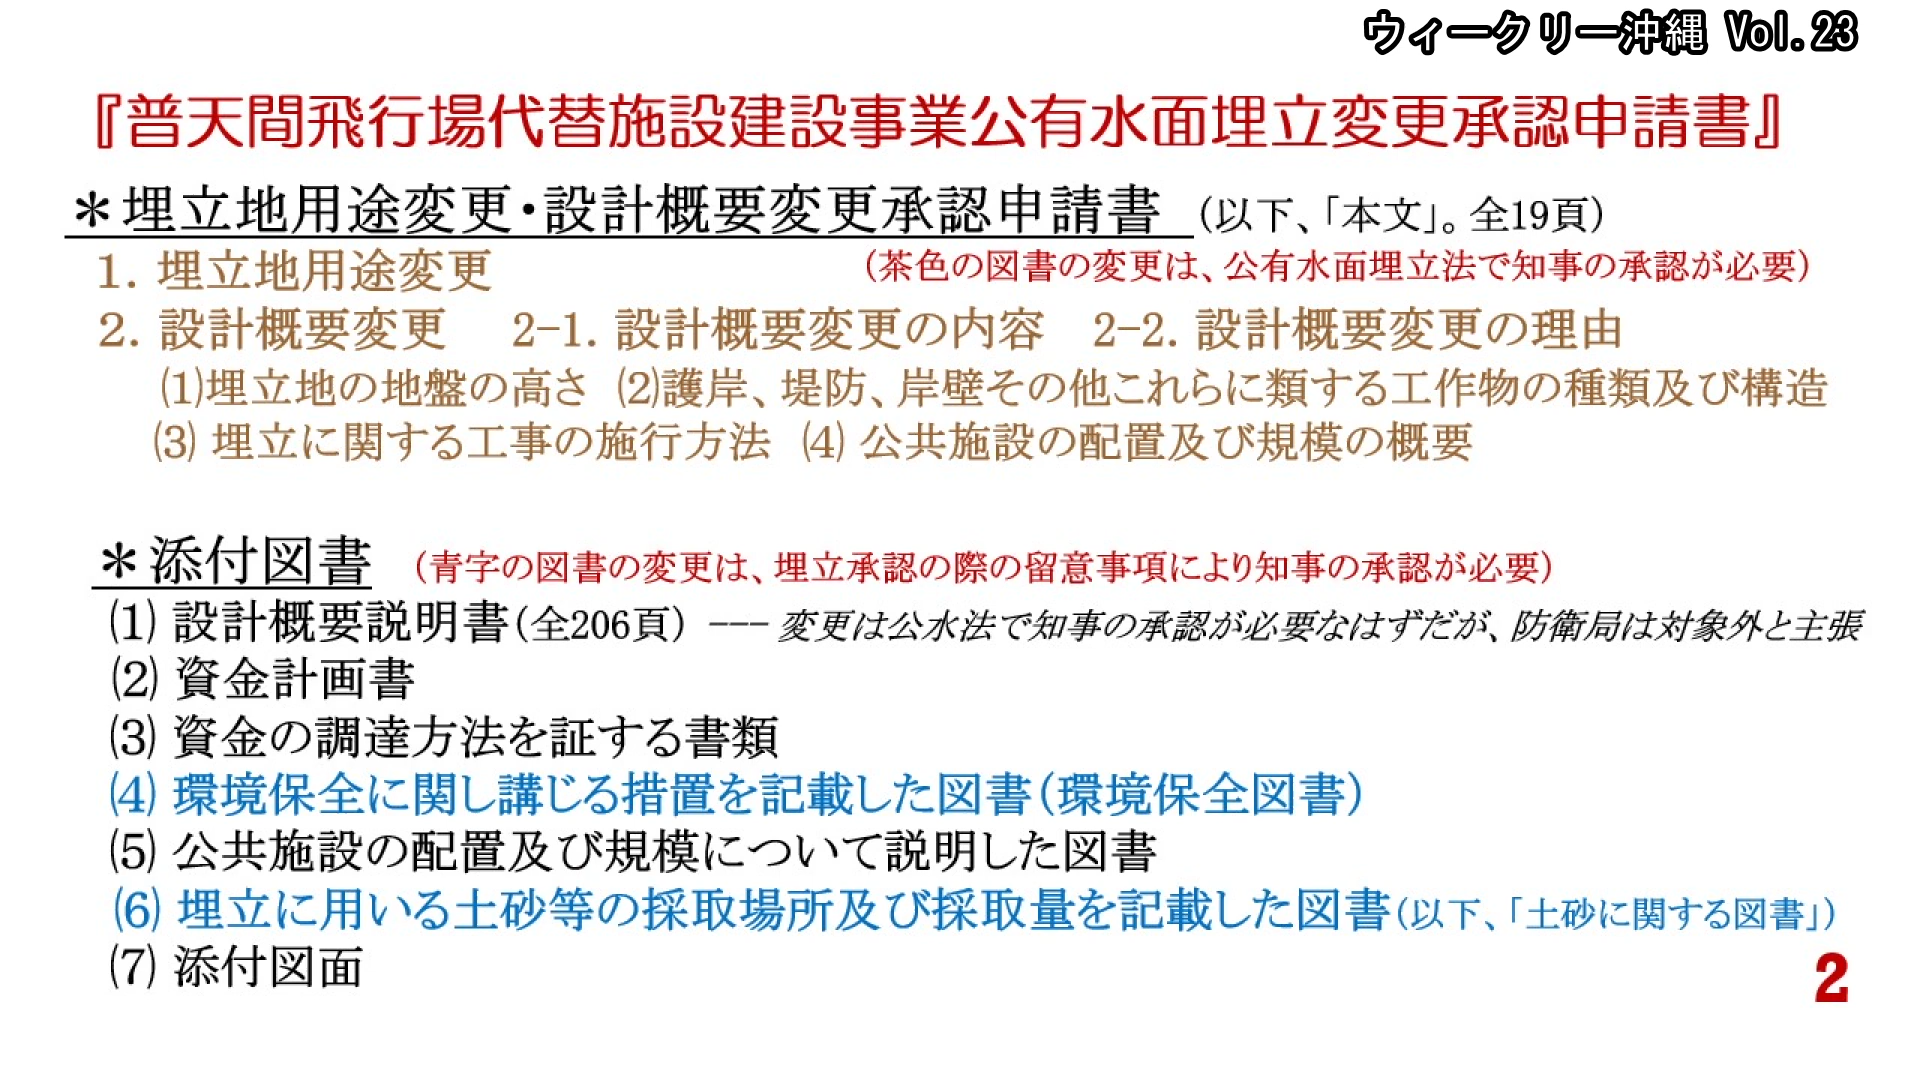 ウィークリー沖縄 Vol.23
『普天間飛行場代替施設建設事業公有水面埋立変更承認申請書』
＊埋立地用途変更・設計概要変更承認申請書 (以下、「本文」。全19頁)
1. 埋立地用途変更 (茶色の図書の変更は、公有水面埋立法で知事の承認が必要)
2. 設計概要変更 2-1. 設計概要変更の内容 2-2. 設計概要変更の理由
(1)埋立地の地盤の高さ (2)護岸、堤防、岸壁その他これらに類する工作物の種類及び構造
(3) 埋立に関する工事の施行方法 (4) 公共施設の配置及び規模の概要
＊添付図書 (青字の図書の変更は、埋立承認の際の留意事項により知事の承認が必要)
(1) 設計概要説明書(全206頁) --- 変更は公水法で知事の承認が必要なはずだが、防衛局は対象外と主張
(2) 資金計画書
(3) 資金の調達方法を証する書類
(4) 環境保全に関し講じる措置を記載した図書(環境保全図書)
(5) 公共施設の配置及び規模について説明した図書
(6) 埋立に用いる土砂等の採取場所及び採取量を記載した図書(以下、「土砂に関する図書」)
(7) 添付図面
2